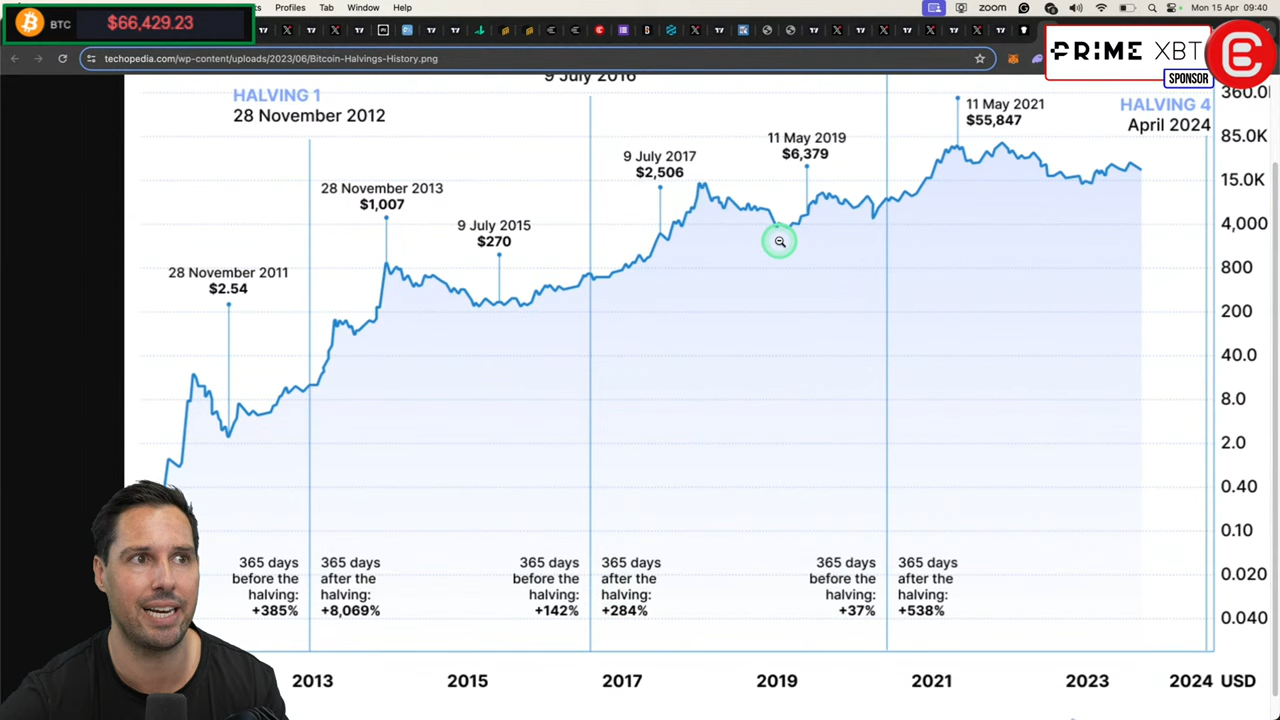 Profiles Tab Window Help
zoom
Mon 15 Apr 09:40
BTC $66,429.23
techopedia.com/wp-content/uploads/2023/06/Bitcoin-Halvings-History.png
PRIME XBT
SPONSOR
9 July 2016
HALVING 1
28 November 2012
HALVING 4
April 2024
11 May 2021
$55,847
11 May 2019
$6,379
9 July 2017
$2,506
28 November 2013
$1,007
9 July 2015
$270
28 November 2011
$2.54
360.0
85.0K
15.0K
4,000
800
200
40.0
8.0
2.0
0.40
0.10
0.020
0.040
365 days
before the
halving:
+385%
365 days
after the
halving:
+8,069%
365 days
before the
halving:
+142%
365 days
after the
halving:
+284%
365 days
before the
halving:
+37%
365 days
after the
halving:
+538%
2013 2015 2017 2019 2021 2023 2024 USD